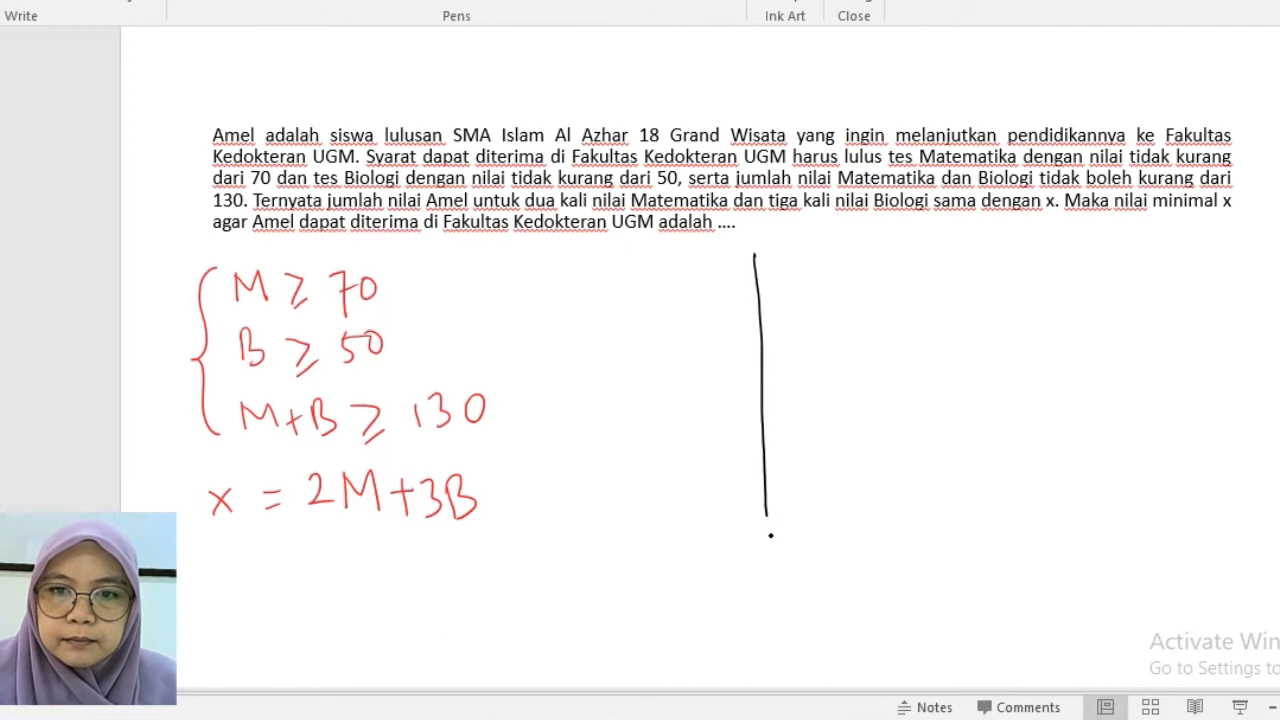 Write
Pens
Ink Art
Close
Amel adalah siswa lulusan SMA Islam Al Azhar 18 Grand Wisata yang ingin melanjutkan pendidikannya ke Fakultas
Kedokteran UGM. Syarat dapat diterima di Fakultas Kedokteran UGM harus lulus tes Matematika dengan nilai tidak kurang
dari 70 dan tes Biologi dengan nilai tidak kurang dari 50, serta jumlah nilai Matematika dan Biologi tidak boleh kurang dari
130. Ternyata jumlah nilai Amel untuk dua kali nilai Matematika dan tiga kali nilai Biologi sama dengan x. Maka nilai minimal x
agar Amel dapat diterima di Fakultas Kedokteran UGM adalah ....
M ≥ 70
B ≥ 50
M+B ≥ 130
x = 2M+3B
Activate Win
Go to Settings to
Notes
Comments